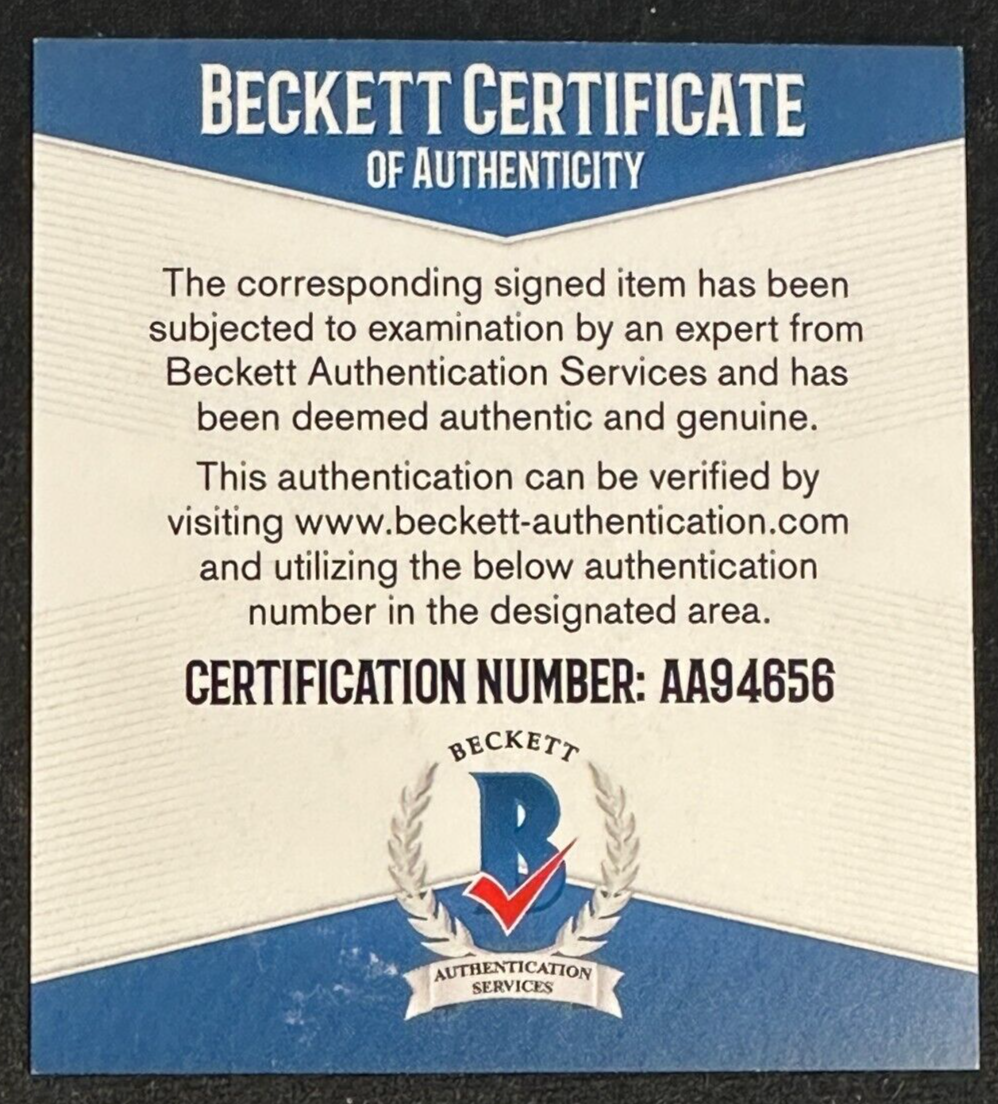 BECKETT CERTIFICATE
OF AUTHENTICITY
The corresponding signed item has been
subjected to examination by an expert from
Beckett Authentication Services and has
been deemed authentic and genuine.
This authentication can be verified by
visiting www.beckett-authentication.com
and utilizing the below authentication
number in the designated area.
CERTIFICATION NUMBER: AA94656
BECKETT
B
AUTHENTICATION
SERVICES